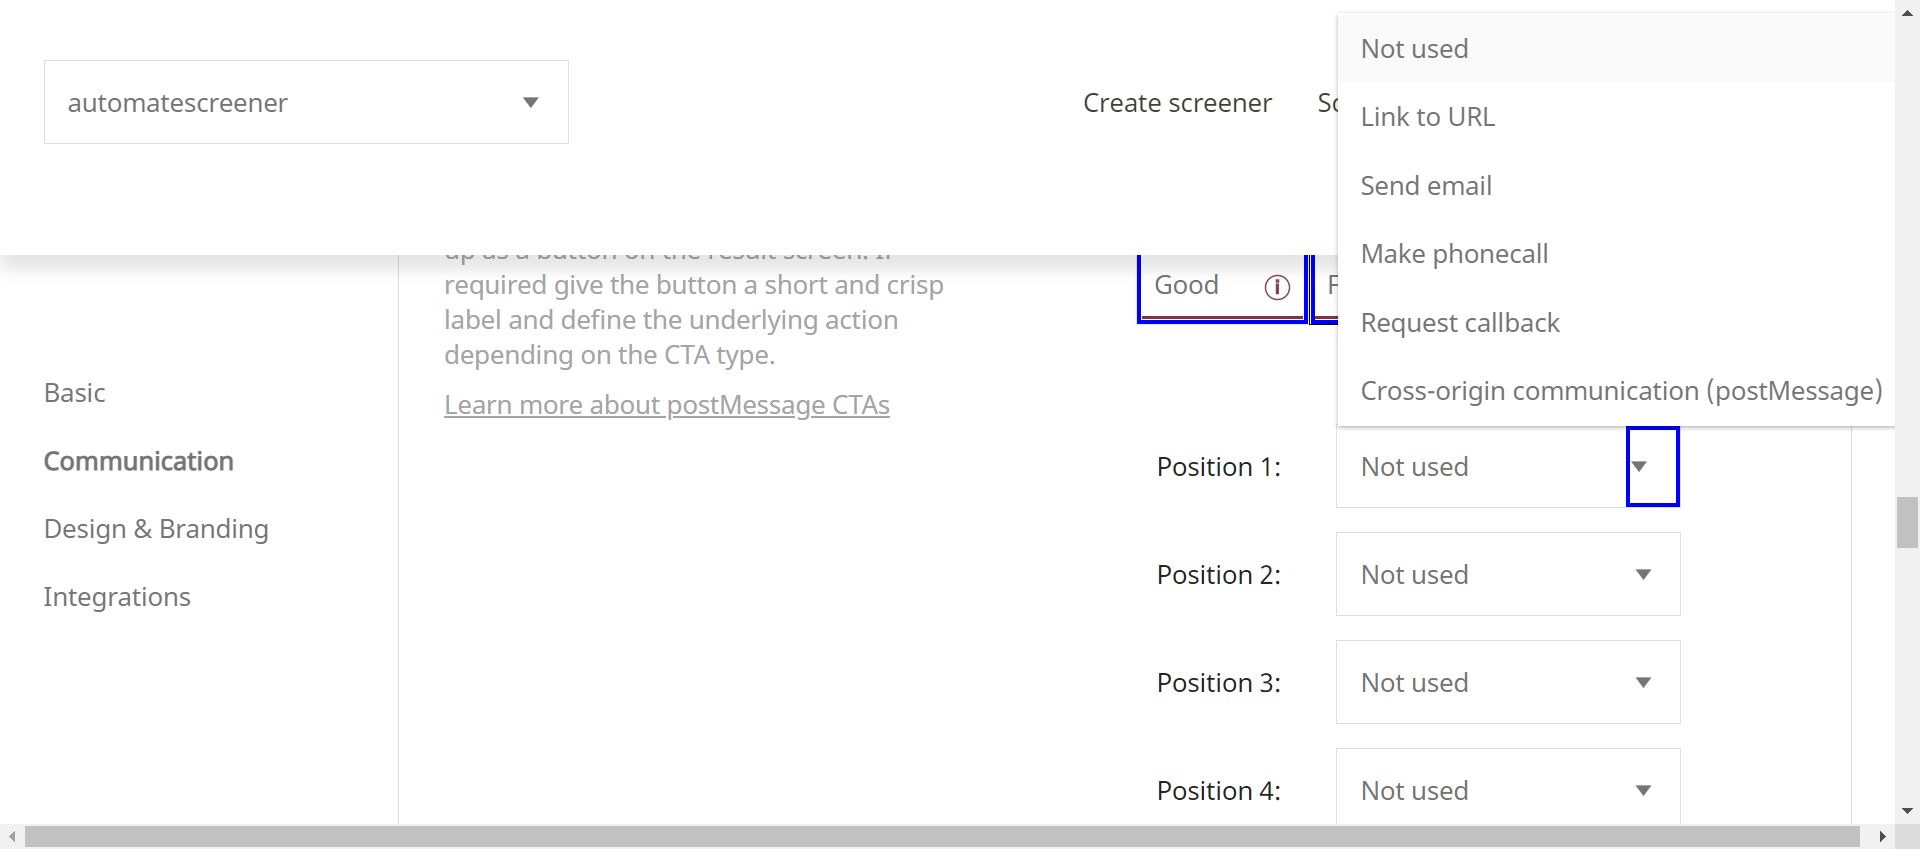 automatescreener
Create screener
Not used
Link to URL
Send email
Make phonecall
Request callback
Cross-origin communication (postMessage)
Basic
Communication
Design & Branding
Integrations
required give the button a short and crisp
label and define the underlying action
depending on the CTA type.
Learn more about postMessage CTAs
Good
Position 1: Not used
Position 2: Not used
Position 3: Not used
Position 4: Not used